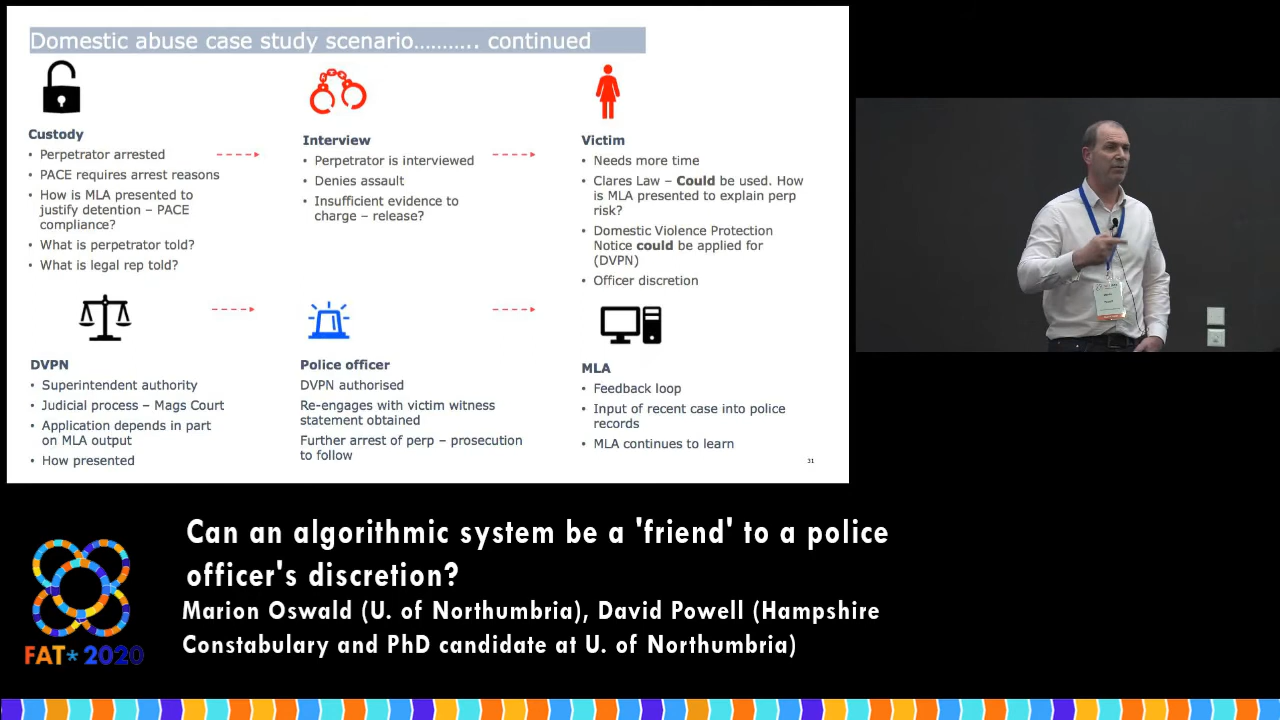 Domestic abuse case study scenario……….. continued
Custody
• Perpetrator arrested
• PACE requires arrest reasons
• How is MLA presented to
justify detention – PACE
compliance?
• What is perpetrator told?
• What is legal rep told?
Interview
• Perpetrator is interviewed
• Denies assault
• Insufficient evidence to
charge – release?
Victim
• Needs more time
• Clares Law – Could be used. How
is MLA presented to explain perp
risk?
• Domestic Violence Protection
Notice could be applied for
(DVPN)
• Officer discretion
DVPN
• Superintendent authority
• Judicial process – Mags Court
• Application depends in part
on MLA output
• How presented
Police officer
DVPN authorised
Re-engages with victim witness
statement obtained
Further arrest of perp – prosecution
to follow
MLA
• Feedback loop
• Input of recent case into police
records
• MLA continues to learn
31
Can an algorithmic system be a 'friend' to a police
officer's discretion?
Marion Oswald (U. of Northumbria), David Powell (Hampshire
Constabulary and PhD candidate at U. of Northumbria)
FAT* 2020